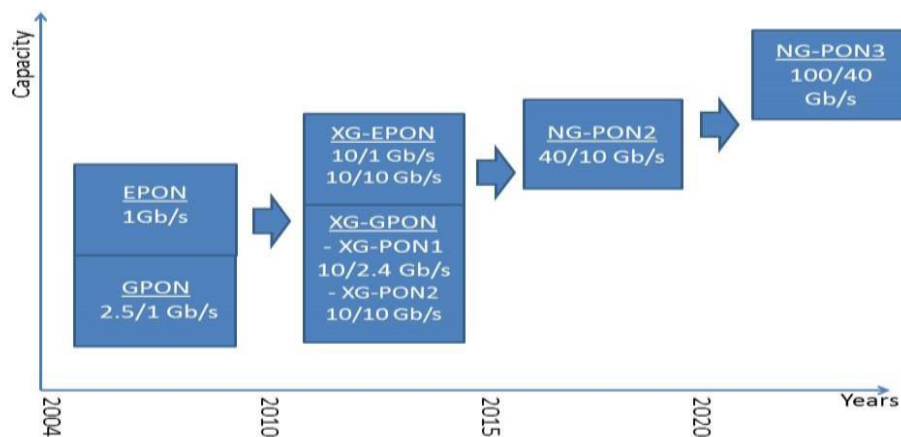 Capacity
EPON
1Gb/s
GPON
2.5/1 Gb/s
XG-EPON
10/1 Gb/s
10/10 Gb/s
XG-GPON
- XG-PON1
10/2.4 Gb/s
- XG-PON2
10/10 Gb/s
NG-PON2
40/10 Gb/s
NG-PON3
100/40
Gb/s
2004
2010
2015
2020
Years